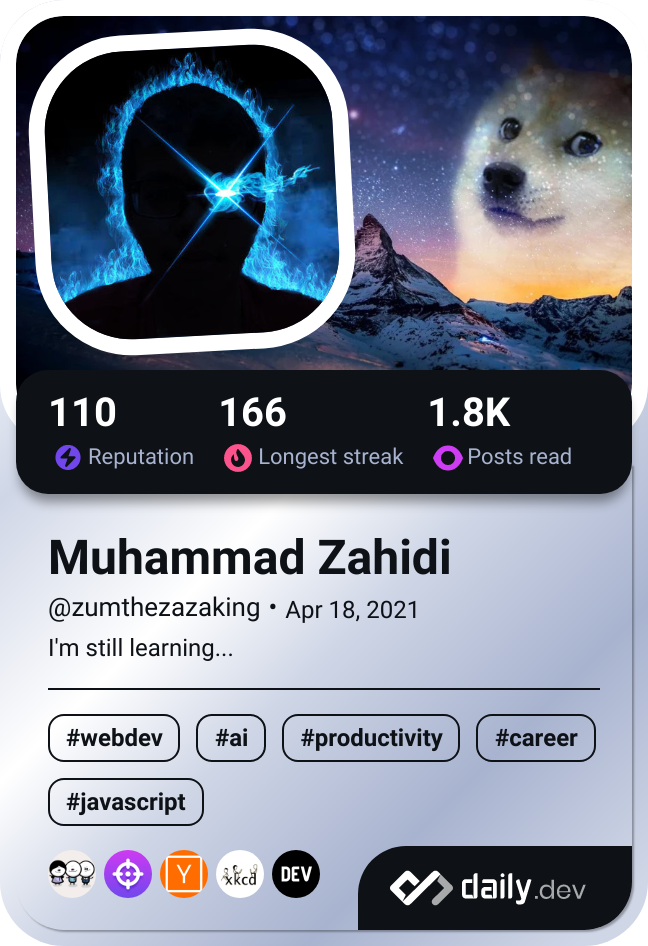 110 166 1.8K
Reputation Longest streak Posts read
Muhammad Zahidi
@zumthezazaking • Apr 18, 2021
I'm still learning...
#webdev #ai #productivity #career
#javascript
Y xkcd DEV
daily.dev